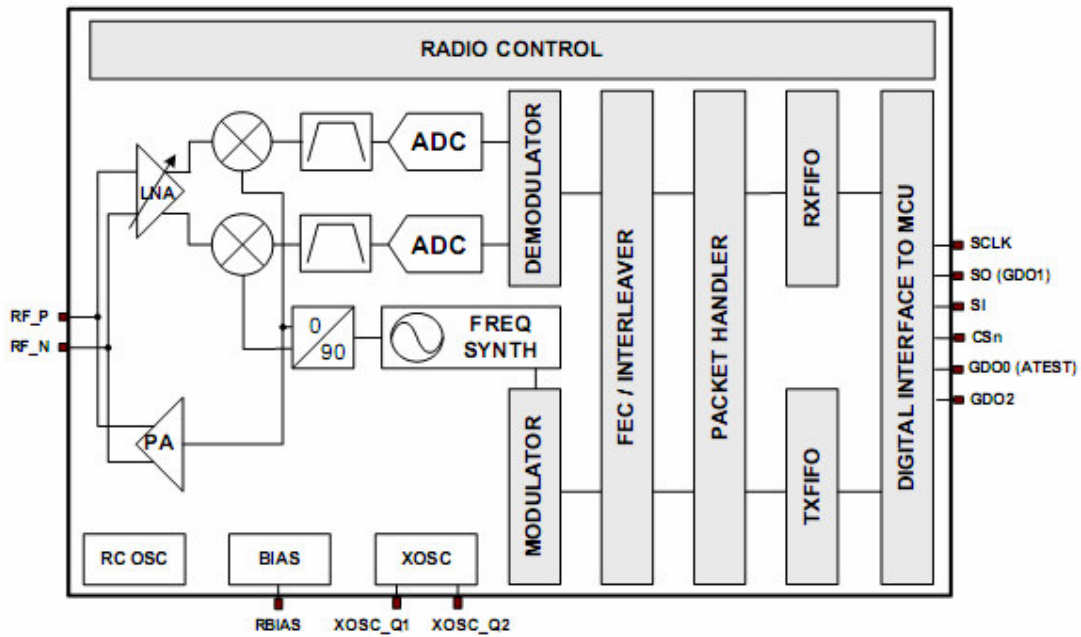 RADIO CONTROL
LNA
ADC
ADC
DEMODULATOR
FEC / INTERLEAVER
PACKET HANDLER
RXFIFO
DIGITAL INTERFACE TO MCU
SCLK
SO (GDO1)
SI
CSn
GDO0 (ATEST)
GDO2
RF_P
RF_N
0
90
FREQ
SYNTH
PA
MODULATOR
TXFIFO
RC OSC
BIAS
XOSC
RBIAS
XOSC_Q1
XOSC_Q2